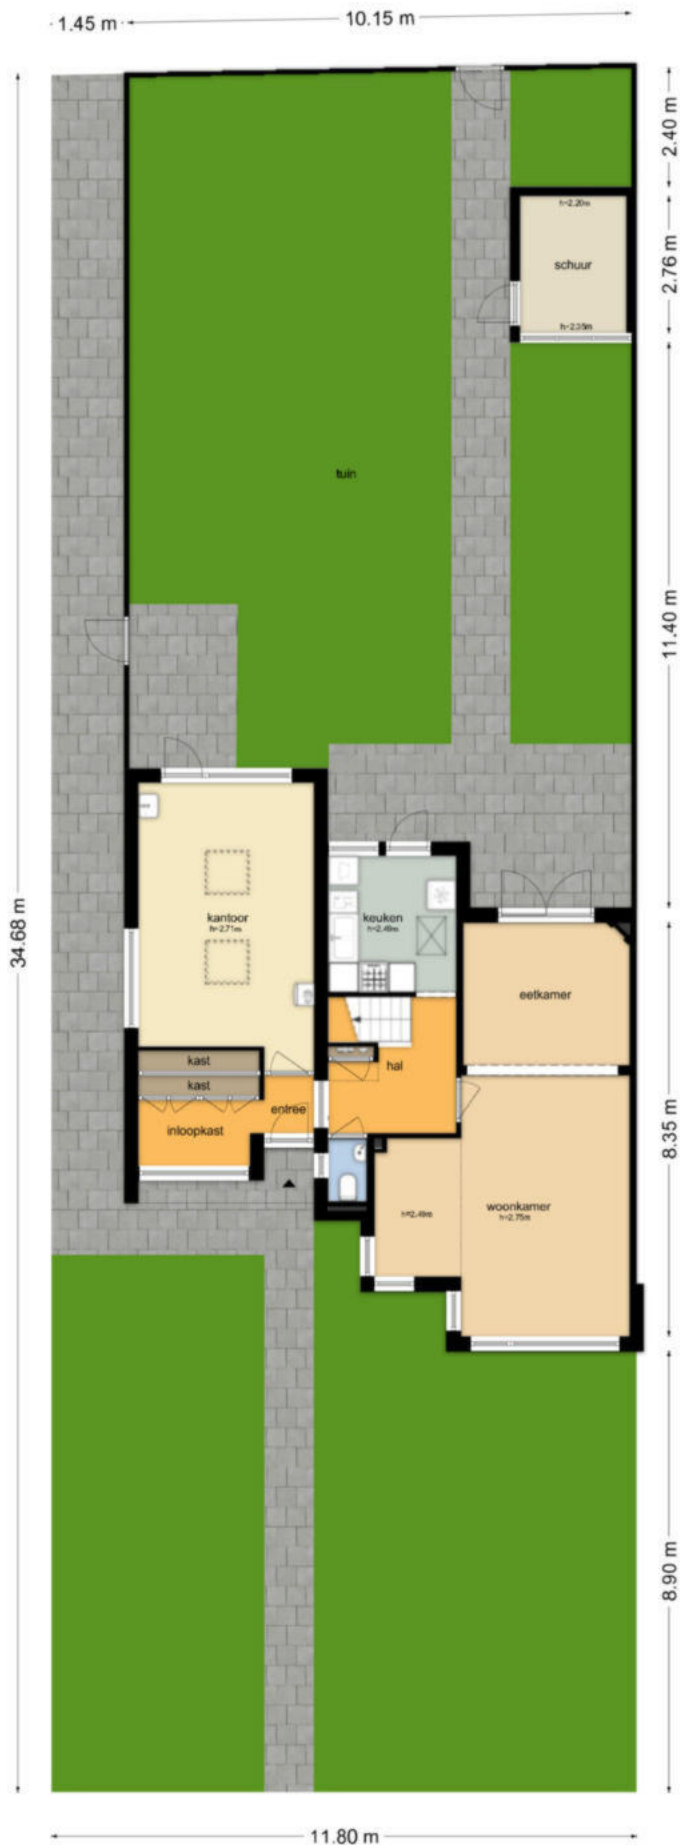 1.45 m
10.15 m
2.40 m
h=2.20m
schuur
2.76 m
h=2.35m
tuin
11.40 m
34.68 m
kantoor
h=2.71m
keuken
h=2.49m
eetkamer
kast
hal
kast
entree
inloopkast
8.35 m
woonkamer
h=2.49m
h=2.75m
8.90 m
11.80 m